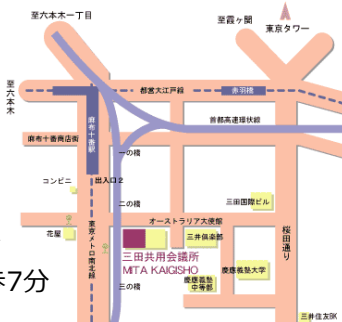 至六本木一丁目
至霞ヶ関
東京タワー
至六本木
都営大江戸線
赤羽橋
麻布十番駅
首都高速環状線
麻布十番商店街
一の橋
コンビニ
出入口2
二の橋
三田国際ビル
オーストラリア大使館
花屋
東京メトロ南北線
三井倶楽部
桜田通り
三田共用会議所
MITA KAIGISHO
慶應義塾大学
慶應義塾
中等部
歩7分
三の橋
三井住友BK